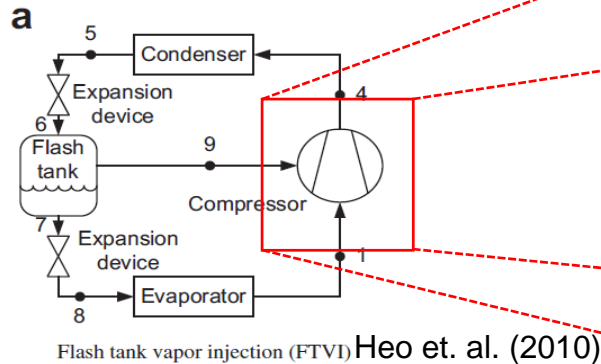 a
5
Condenser
4
Expansion
device
6
Flash
tank
9
Compressor
7
Expansion
device
1
8
Evaporator
Flash tank vapor injection (FTVI) Heo et. al. (2010)